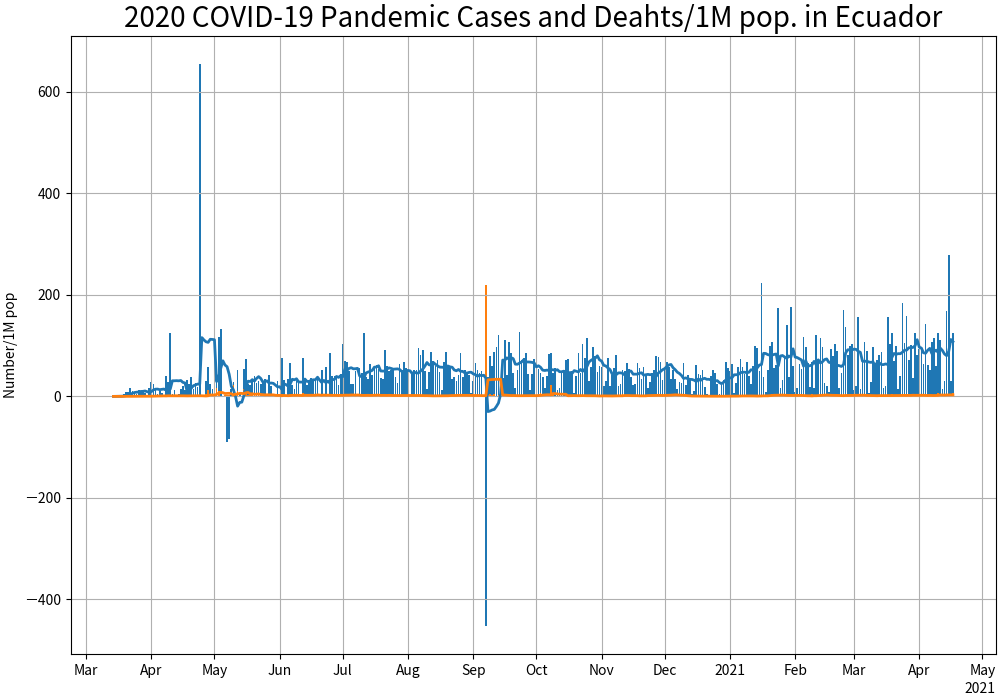 2020 COVID-19 Pandemic Cases and Deahts/1M pop. in Ecuador
Number/1M pop
600
400
200
0
−200
−400
Mar Apr May Jun Jul Aug Sep Oct Nov Dec 2021 Feb Mar Apr May
2021